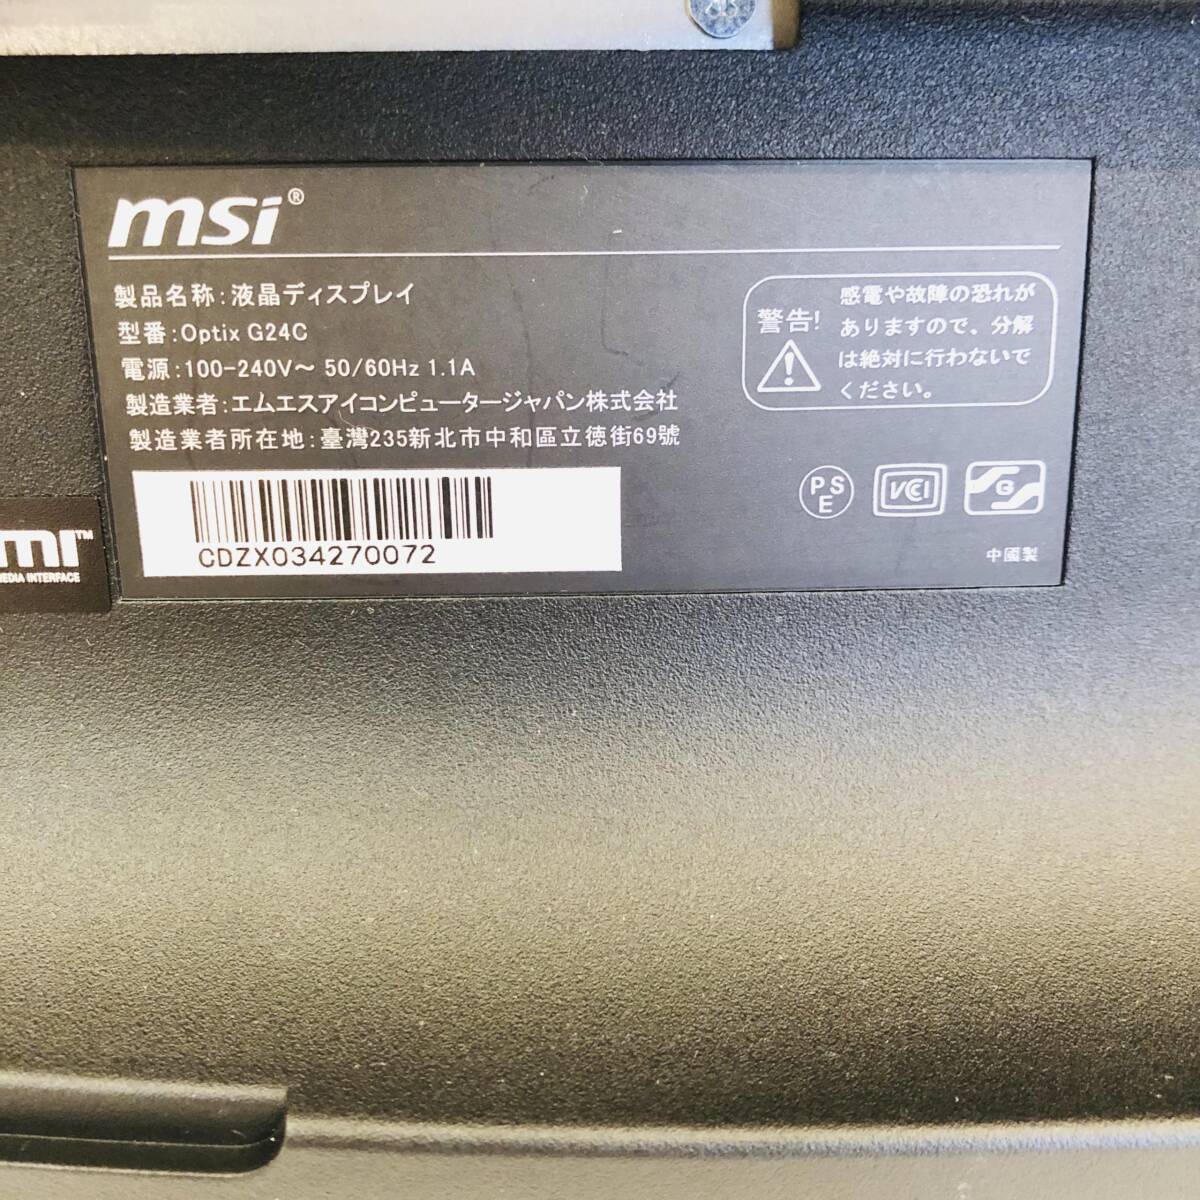 msi®
製品名称:液晶ディスプレイ
型番:Optix G24C
電源:100-240V～ 50/60Hz 1.1A
製造業者:エムエスアイコンピュータージャパン株式会社
製造業者所在地:臺灣235新北市中和區立徳街69號
警告!
感電や故障の恐れが
ありますので、分解
は絶対に行わないで
ください。
CDZX034270072
PSE
VCCI
G
中國製
mı™
MEDIA INTERFACE